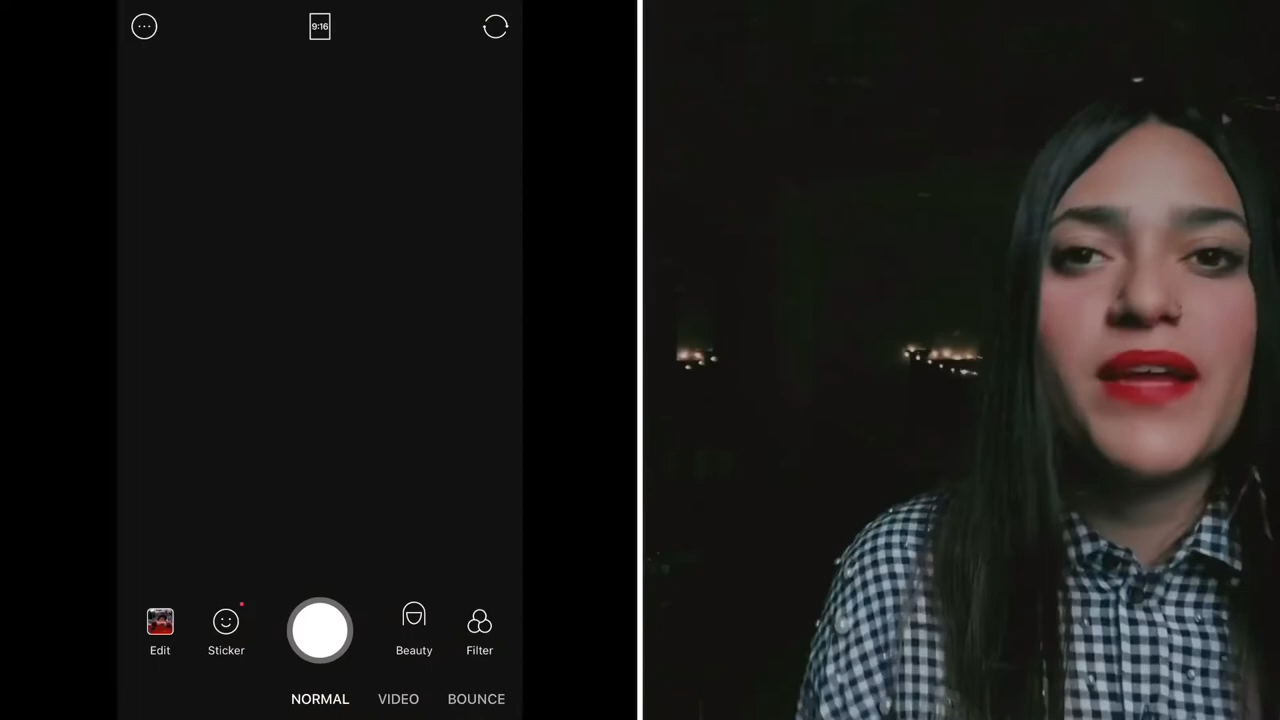 9:16
Edit
Sticker
Beauty
Filter
NORMAL
VIDEO
BOUNCE